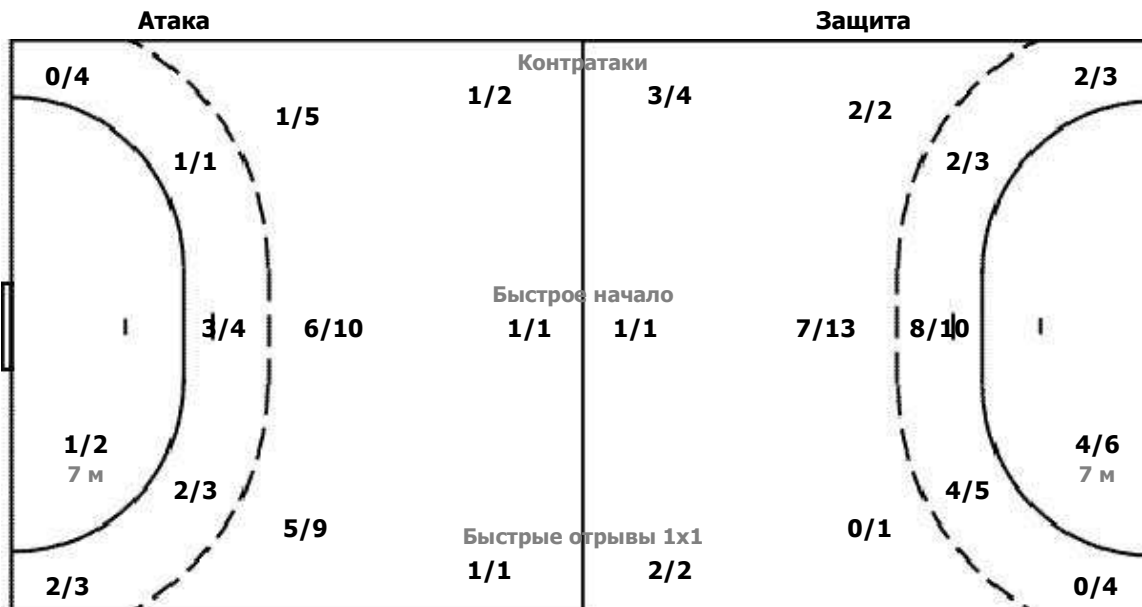 Атака Защита
Контратаки
0/4 2/3
1/5 1/2 3/4 2/2
1/1 2/3
Быстрое начало
3/4 6/10 1/1 1/1 7/13 8/10
1/2 4/6
7 м 7 м
2/3 4/5
5/9 0/1
Быстрые отрывы 1x1
1/1 2/2
2/3 0/4